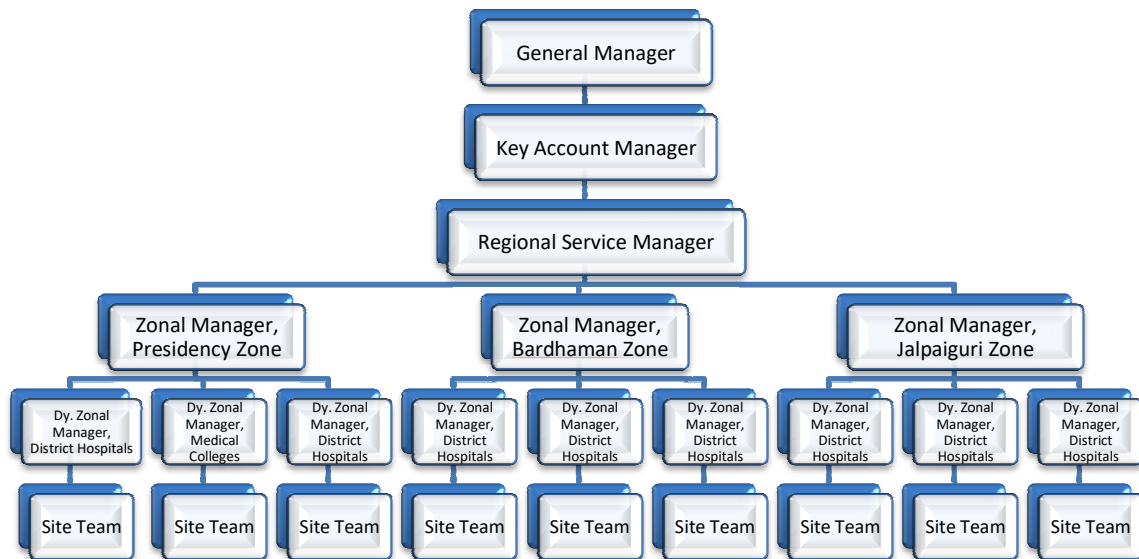 General Manager
Key Account Manager
Regional Service Manager
Zonal Manager,
Presidency Zone
Zonal Manager,
Bardhaman Zone
Zonal Manager,
Jalpaiguri Zone
Dy. Zonal
Manager,
District Hospitals
Dy. Zonal
Manager,
Medical
Colleges
Dy. Zonal
Manager,
District
Hospitals
Dy. Zonal
Manager,
District
Hospitals
Dy. Zonal
Manager,
District
Hospitals
Dy. Zonal
Manager,
District
Hospitals
Dy. Zonal
Manager,
District
Hospitals
Dy. Zonal
Manager,
District
Hospitals
Dy. Zonal
Manager,
District
Hospitals
Site Team
Site Team
Site Team
Site Team
Site Team
Site Team
Site Team
Site Team
Site Team